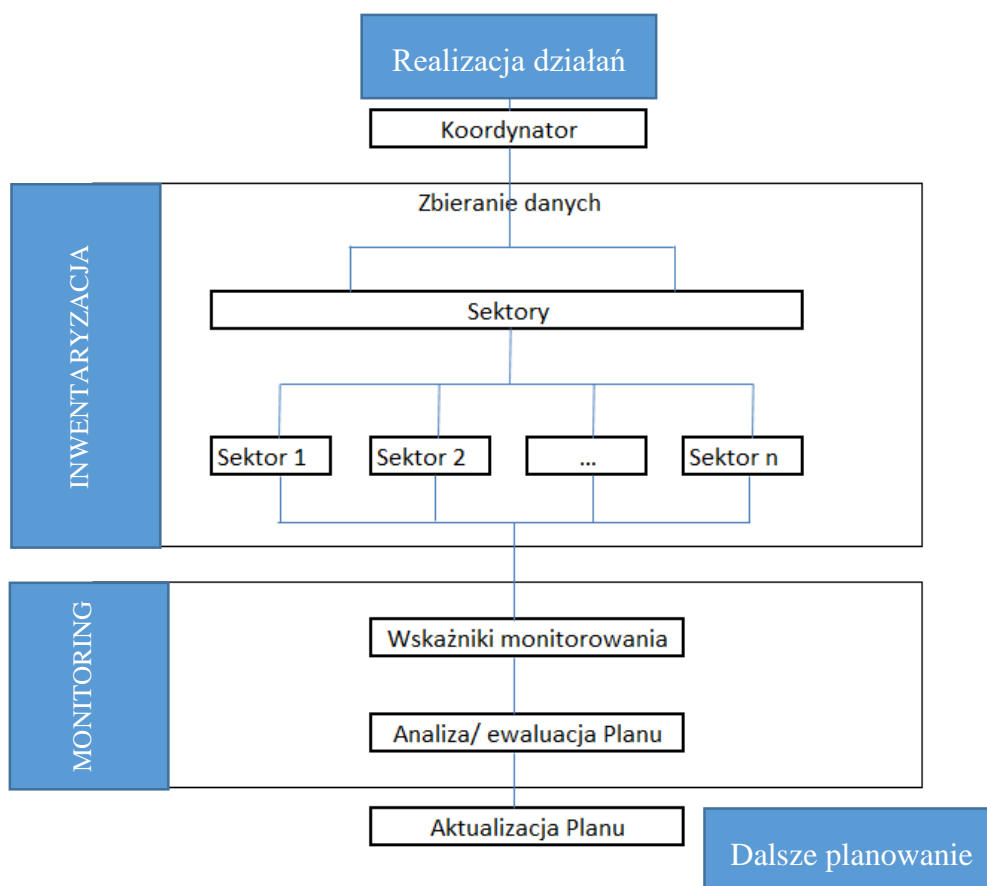 Realizacja działań
Koordynator
INWENTARYZACJA
Zbieranie danych
Sektory
Sektor 1
Sektor 2
...
Sektor n
MONITORING
Wskażniki monitorowania
Analiza/ ewaluacja Planu
Aktualizacja Planu
Dalsze planowanie